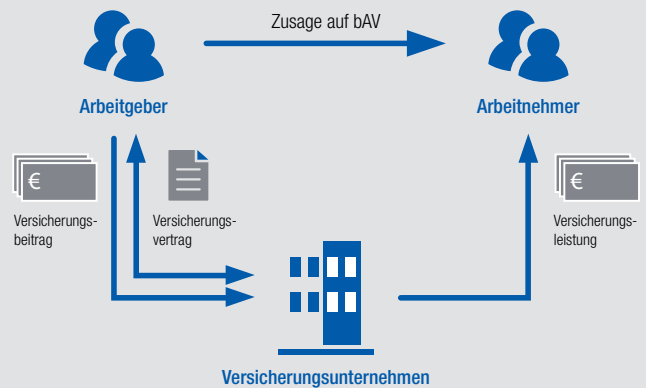 Zusage auf bAV
Arbeitgeber
Arbeitnehmer
€
Versicherungs-
beitrag
Versicherungs-
vertrag
€
Versicherungs-
leistung
Versicherungsunternehmen